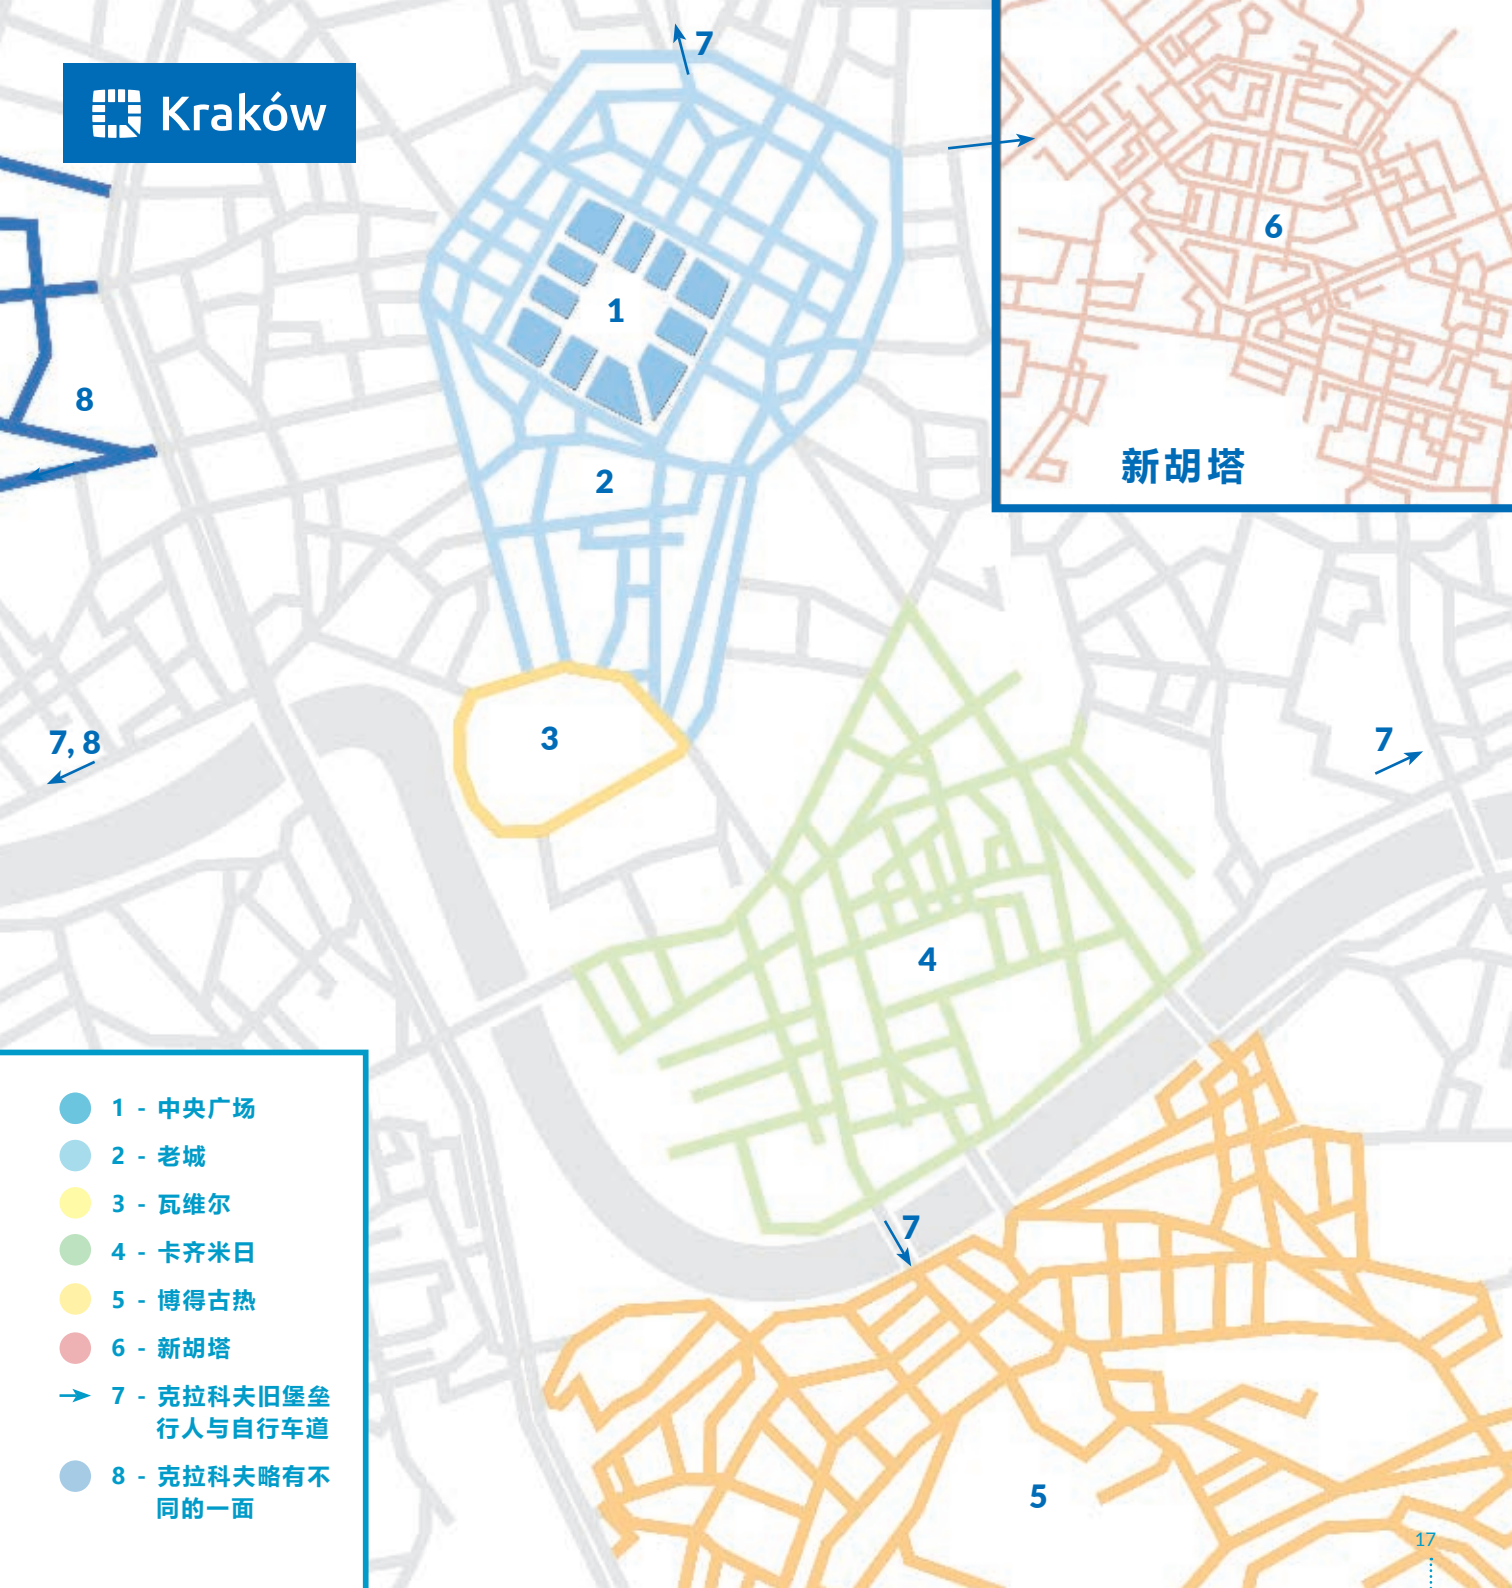 7
Kraków
6
1
8
新胡塔
2
3
7, 8
7
4
1 - 中央广场
2 - 老城
3 - 瓦维尔
4 - 卡齐米日
5 - 博得古热
6 - 新胡塔
7 - 克拉科夫旧堡垒
行人与自行车道
8 - 克拉科夫略有不
同的一面
7
5
17